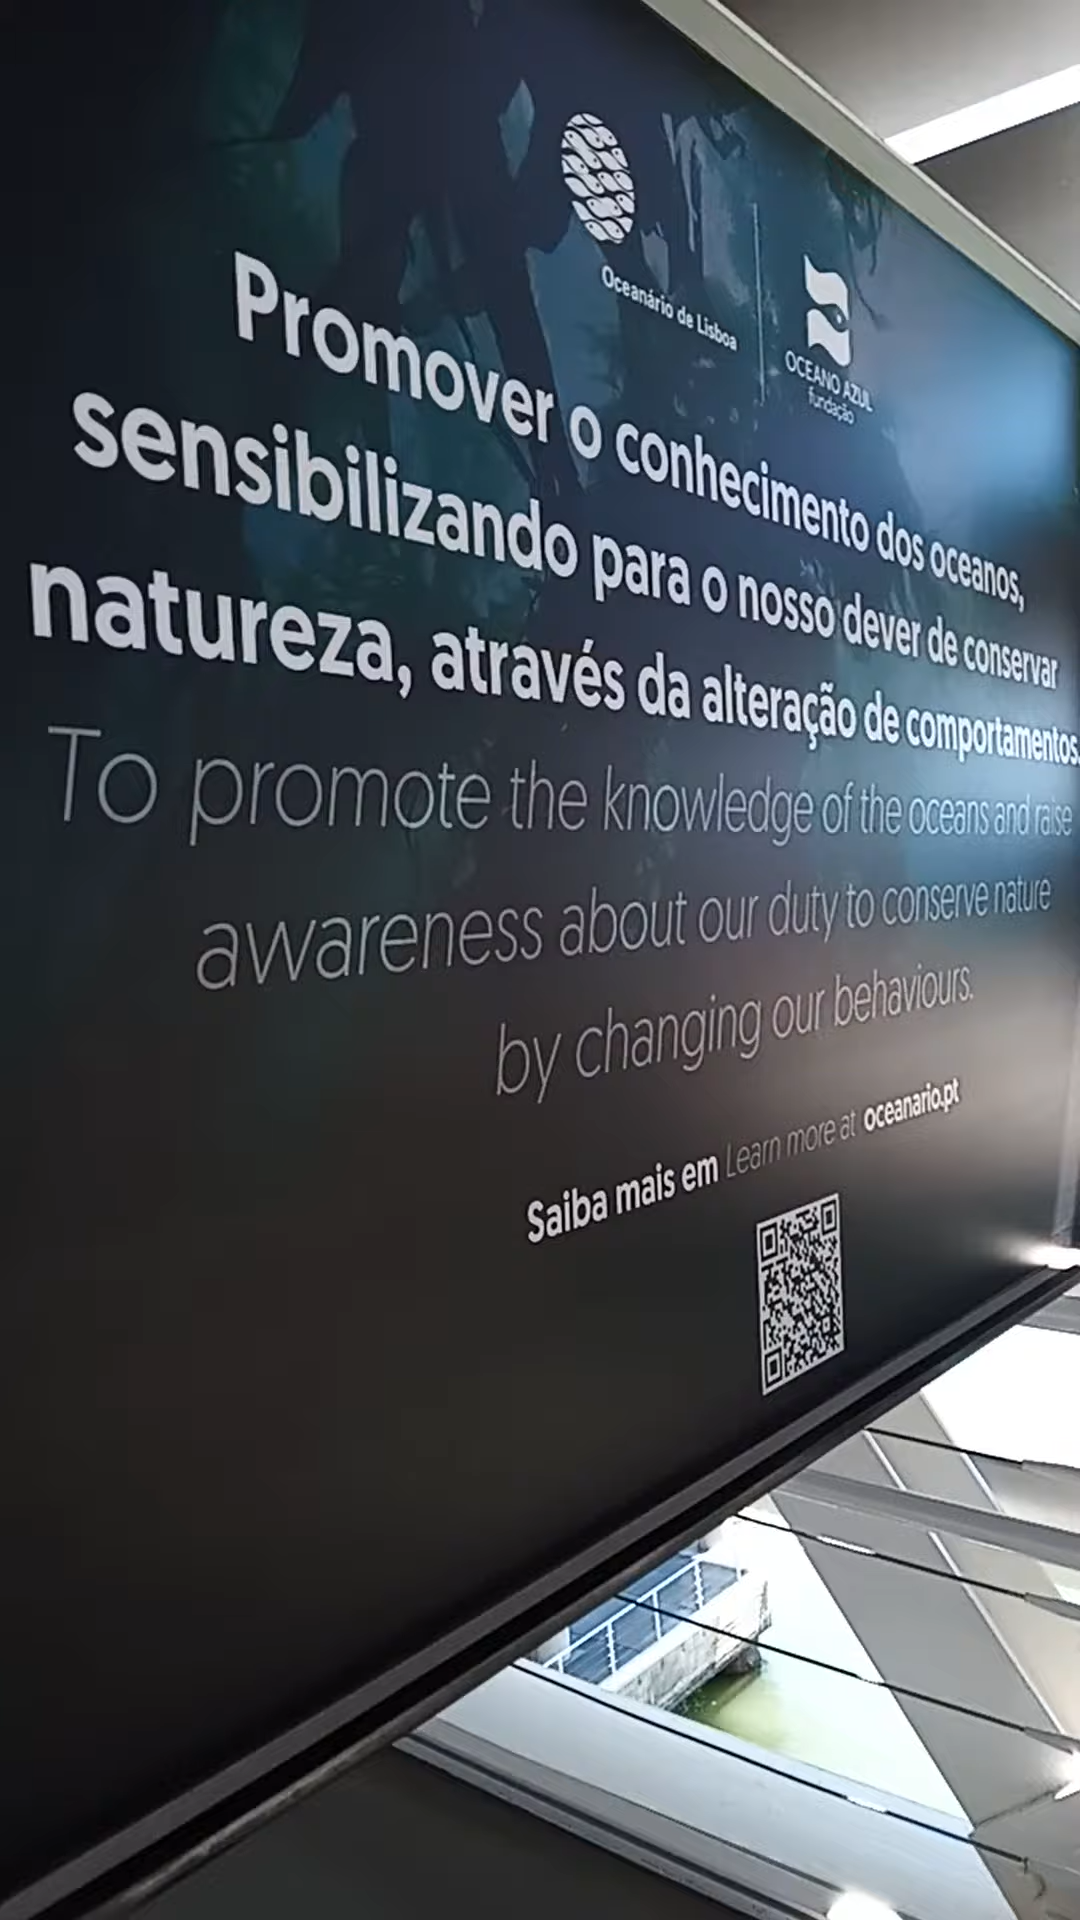 Oceanário de Lisboa
OCEANO AZUL
fundação
Promover o conhecimento dos oceanos,
sensibilizando para o nosso dever de conservar
natureza, através da alteração de comportamentos.
To promote the knowledge of the oceans and raise
awareness about our duty to conserve nature
by changing our behaviours.
Saiba mais em Learn more at oceanario.pt